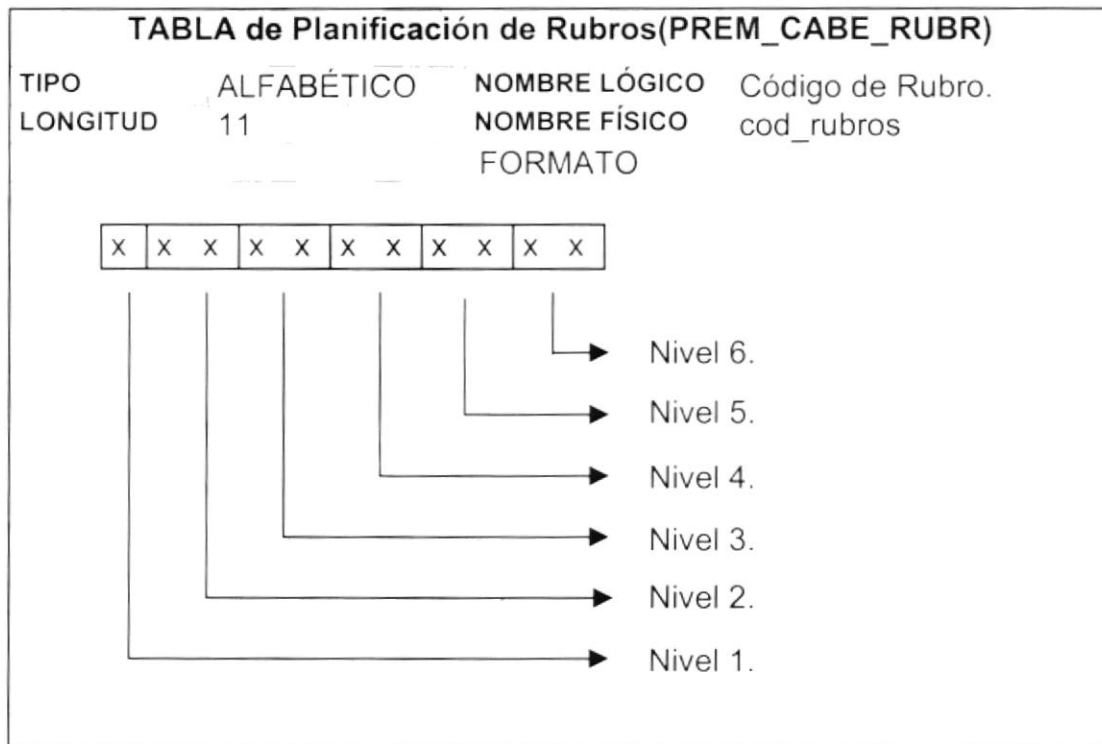 TABLA de Planificación de Rubros(PREM_CABE_RUBR)
TIPO ALFABÉTICO NOMBRE LÓGICO Código de Rubro.
LONGITUD 11 NOMBRE FÍSICO cod_rubros
FORMATO
X X X X X X X X X X X
Nivel 6.
Nivel 5.
Nivel 4.
Nivel 3.
Nivel 2.
Nivel 1.